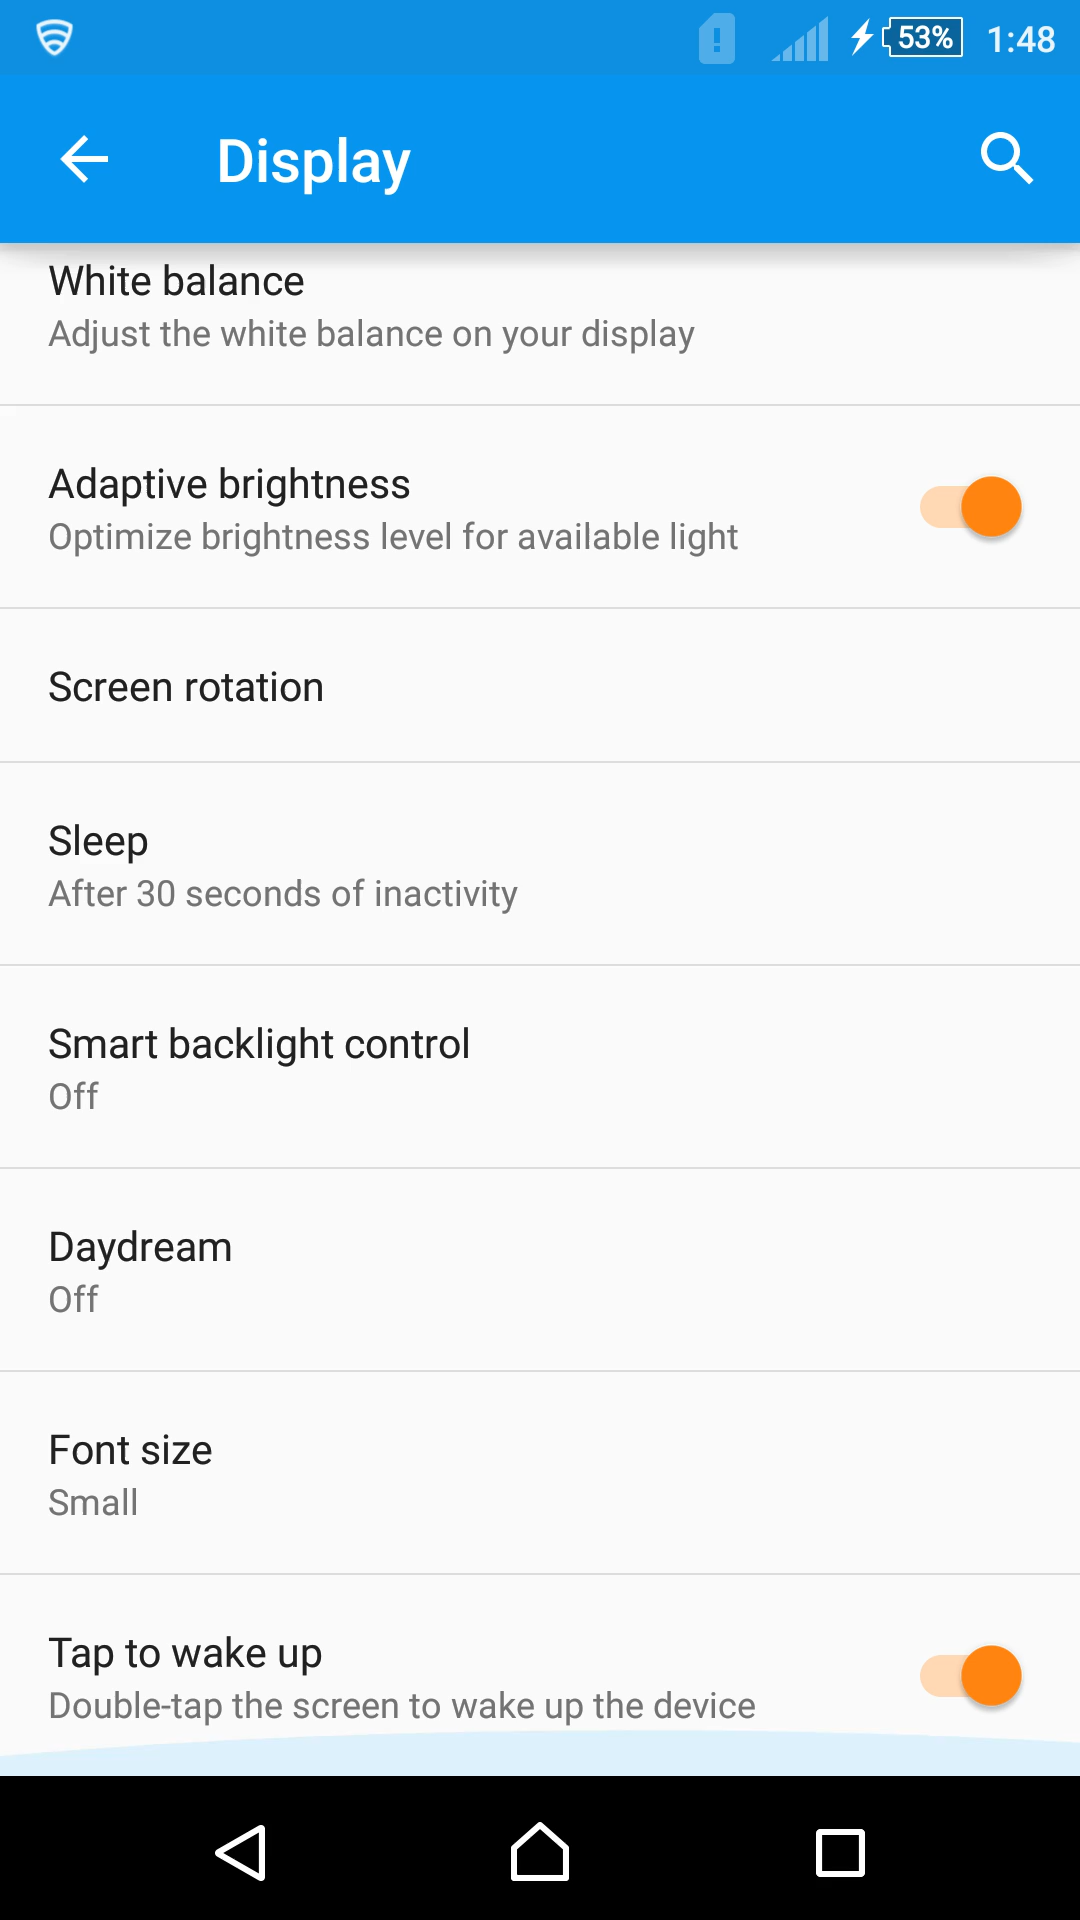 53% 1:48
Display
White balance
Adjust the white balance on your display
Adaptive brightness
Optimize brightness level for available light
Screen rotation
Sleep
After 30 seconds of inactivity
Smart backlight control
Off
Daydream
Off
Font size
Small
Tap to wake up
Double-tap the screen to wake up the device